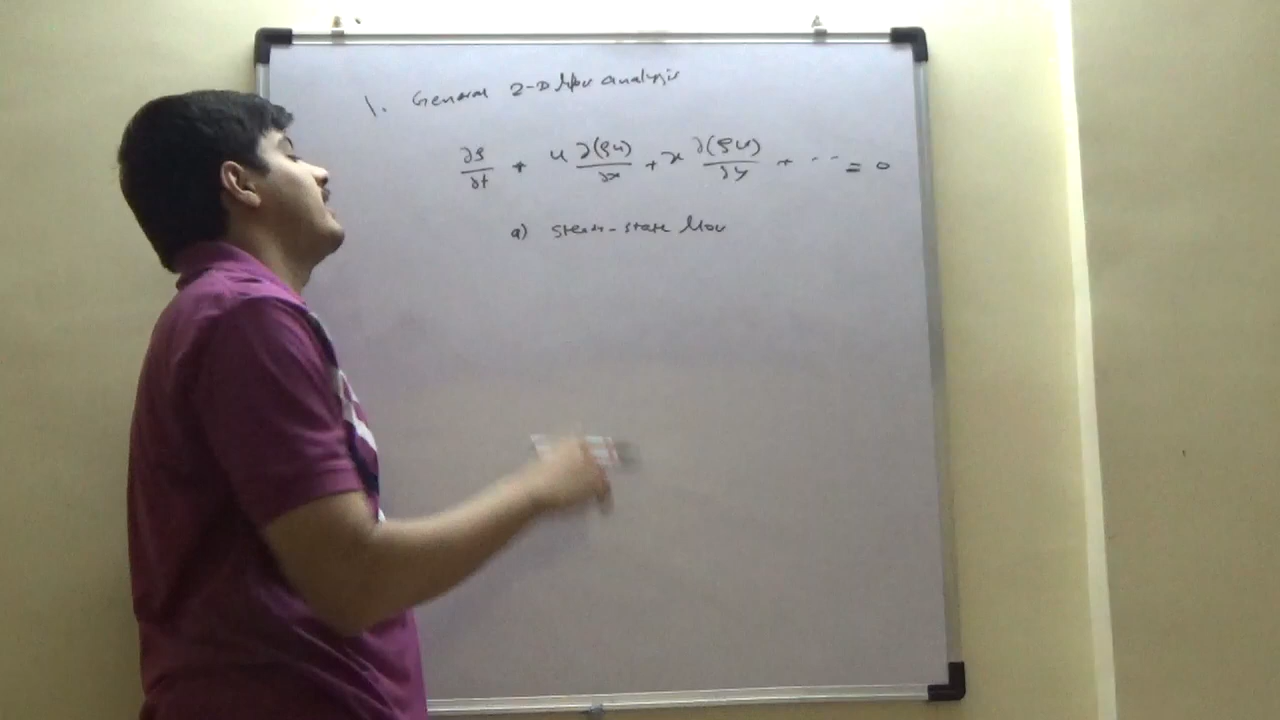 1. General 2-D flow analysis
∂ρ/∂t + u ∂(ρu)/∂x + x ∂(ρu)/∂y + ... = 0
a) Steady-state flow